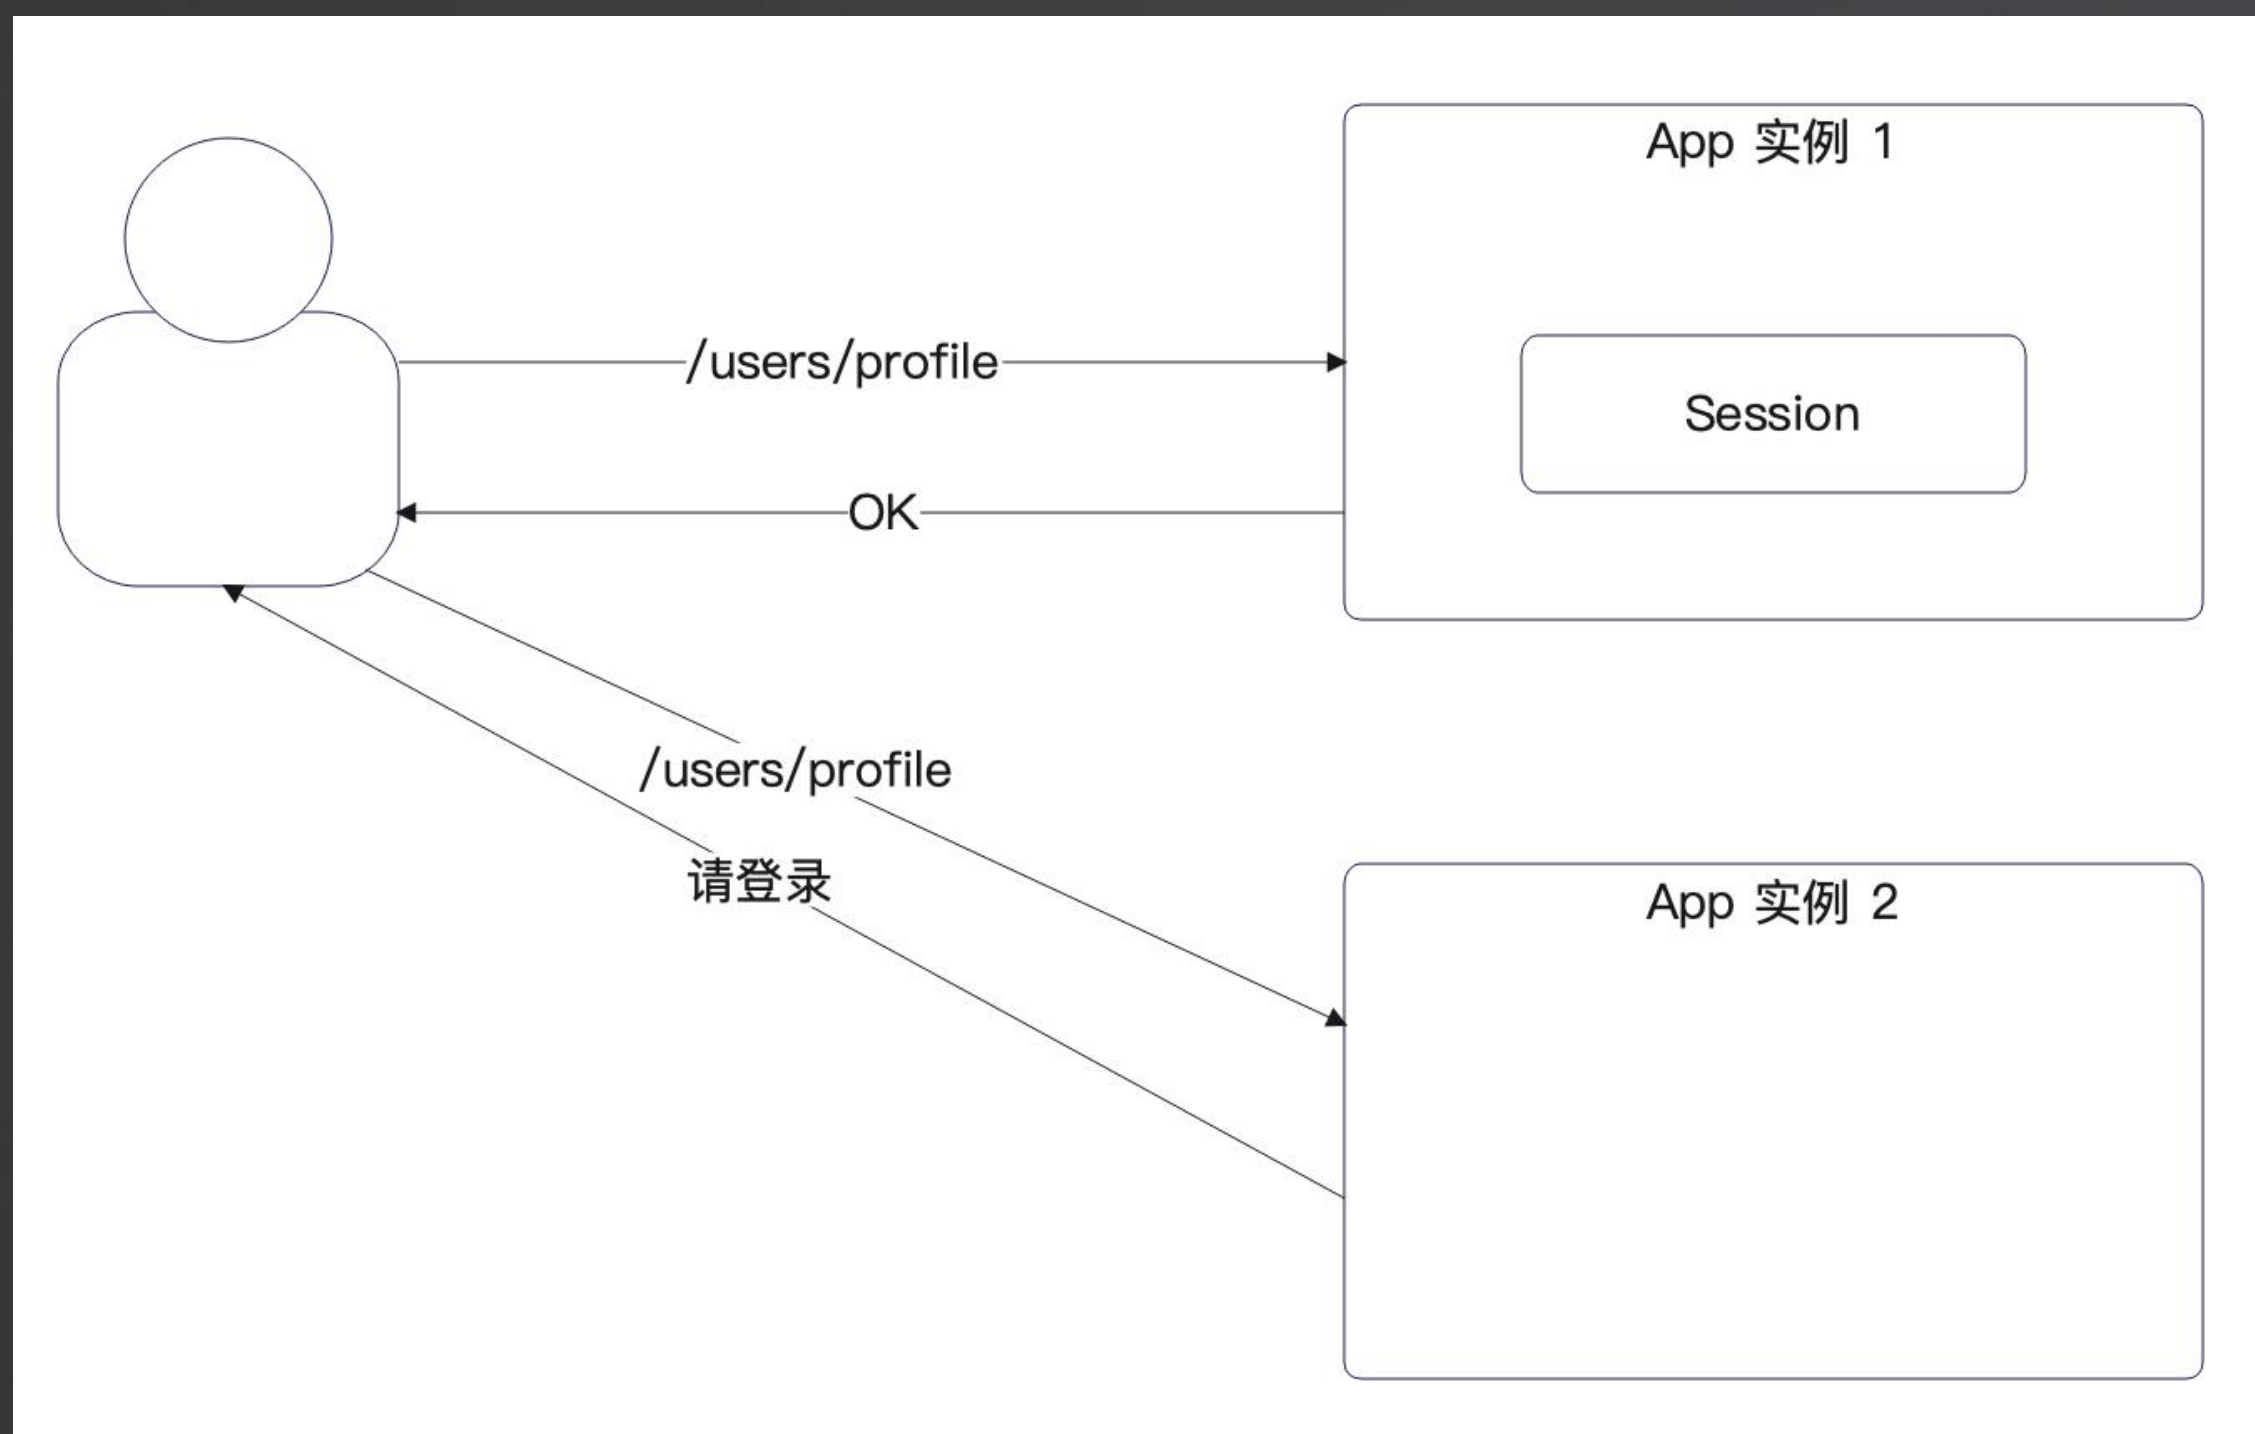 App 实例 1
/users/profile
Session
OK
/users/profile
请登录
App 实例 2